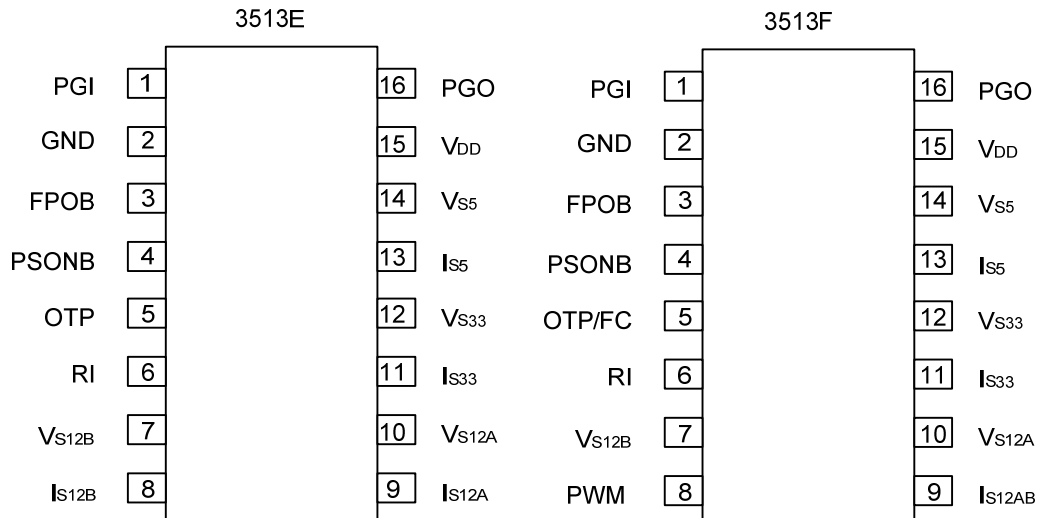 3513E
PGI 1 16 PGO
GND 2 15 VDD
FPOB 3 14 VS5
PSONB 4 13 IS5
OTP 5 12 VS33
RI 6 11 IS33
VS12B 7 10 VS12A
IS12B 8 9 IS12A
3513F
PGI 1 16 PGO
GND 2 15 VDD
FPOB 3 14 VS5
PSONB 4 13 IS5
OTP/FC 5 12 VS33
RI 6 11 IS33
VS12B 7 10 VS12A
PWM 8 9 IS12AB